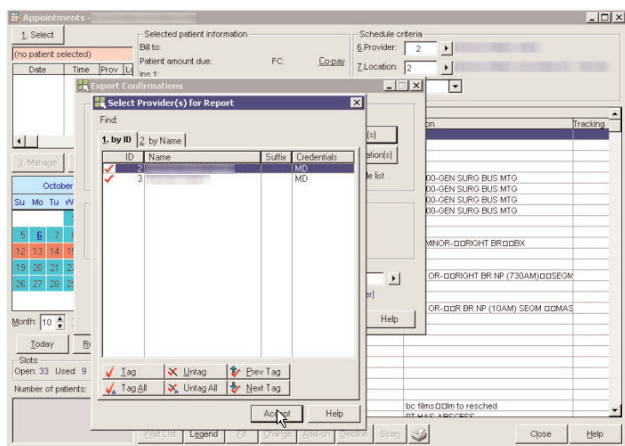 Appointments -
1. Select
(no patient selected)
Date Time Prov
Selected patient information
Bill to:
Patient amount due: FC: Co-pay
Ins 1:
Schedule criteria
6.Provider: 2
7.Location: 2
Export Confirmations
Select Provider(s) for Report
Find:
1. by ID 2. by Name
ID Name Suffix Credentials
2 MD
3 MD
Tag Untag Prev Tag
Tag All Untag All Next Tag
Accept Help
Help
2. Manage
October
Su Mo Tu
5 6 7
12 13 14
19 20 21
26 27 28
Month: 10
Today
Slots
Open: 33 Used: 9
Number of patients:
Tracking
00-GEN SURG BUS MTG
00-GEN SURG BUS MTG
00-GEN SURG BUS MTG
00-GEN SURG BUS MTG
MINOR-□□RIGHT BR□□BX
OR-□□RIGHT BR NP (730AM)□□SEGM
OR-□□R BR NP (10AM) SEGM □□MAS
bc films □□lm to resched
Wait List Legend Fill Change Add-on Decline Scan Close Help